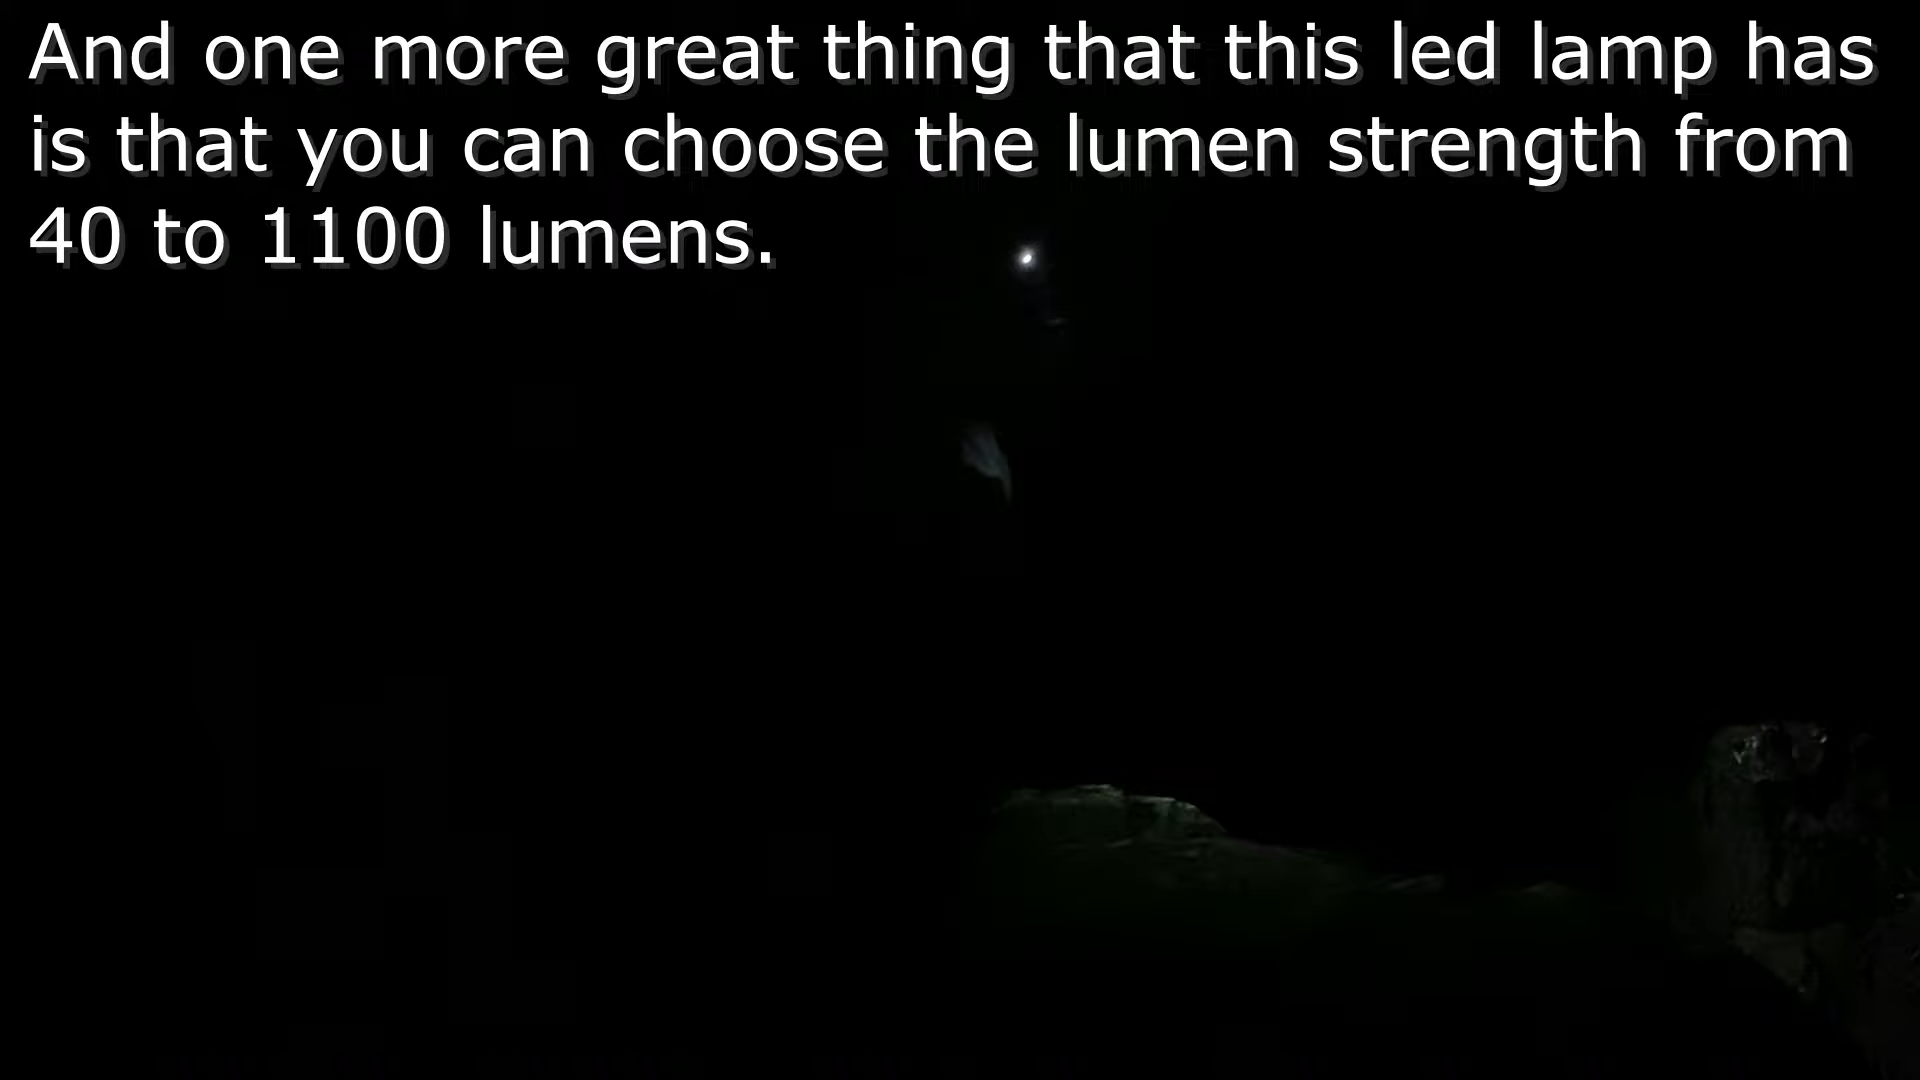 And one more great thing that this led lamp has
is that you can choose the lumen strength from
40 to 1100 lumens.